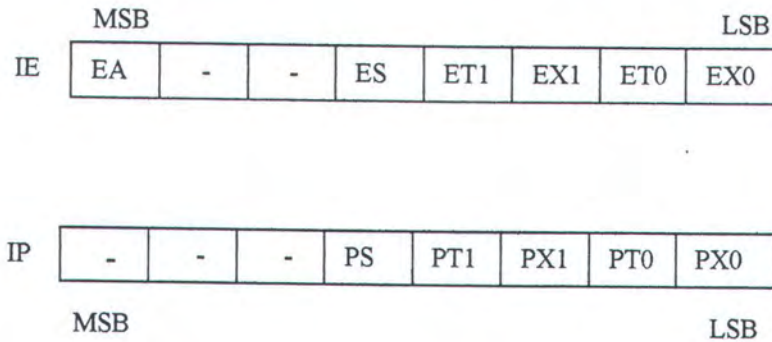 MSB LSB
IE EA - - ES ET1 EX1 ET0 EX0
IP - - - PS PT1 PX1 PT0 PX0
MSB LSB